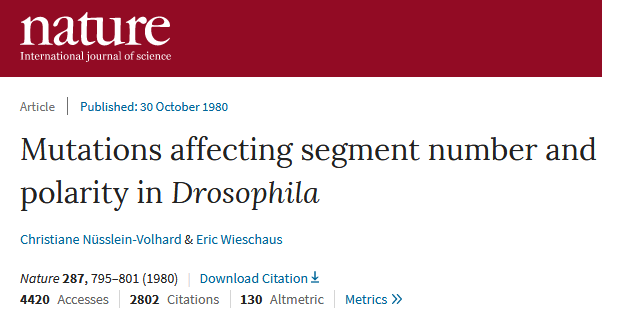 nature
International journal of science
Article | Published: 30 October 1980
Mutations affecting segment number and
polarity in Drosophila
Christiane Nüsslein-Volhard & Eric Wieschaus
Nature 287, 795–801 (1980) | Download Citation
4420 Accesses | 2802 Citations | 130 Altmetric | Metrics »